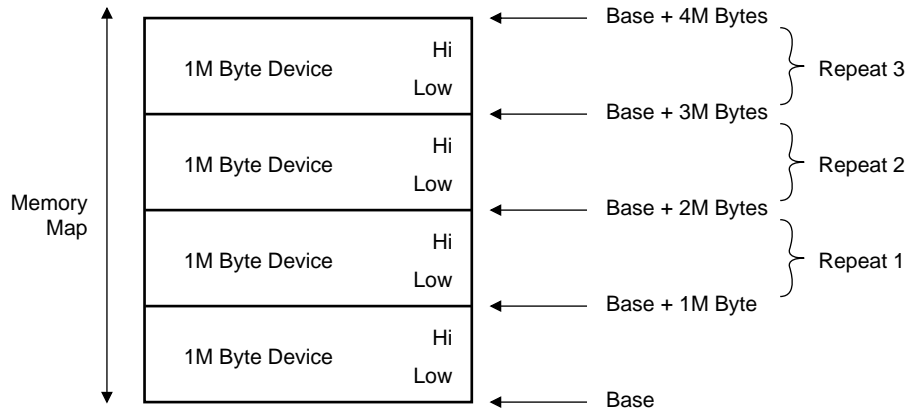 Base + 4M Bytes
Hi
1M Byte Device
Low
Repeat 3
Base + 3M Bytes
Hi
1M Byte Device
Low
Repeat 2
Memory
Map
Base + 2M Bytes
Hi
1M Byte Device
Low
Repeat 1
Base + 1M Byte
Hi
1M Byte Device
Low
Base